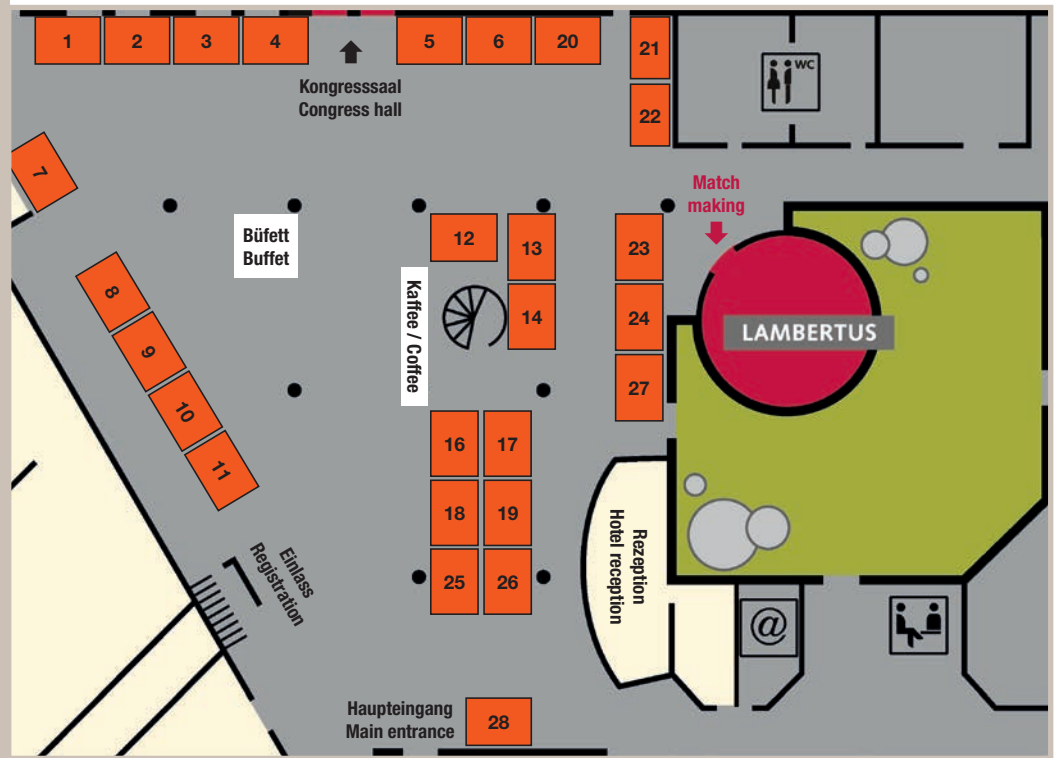 1
2
3
4
5
6
20
21
22
WC
Kongresssaal
Congress hall
7
Match
making
Büfett
Buffet
12
13
14
23
24
27
Kaffee / Coffee
LAMBERTUS
8
9
10
11
16
17
18
19
25
26
Einlass
Registration
Rezeption
Hotel reception
@
Haupteingang
Main entrance
28